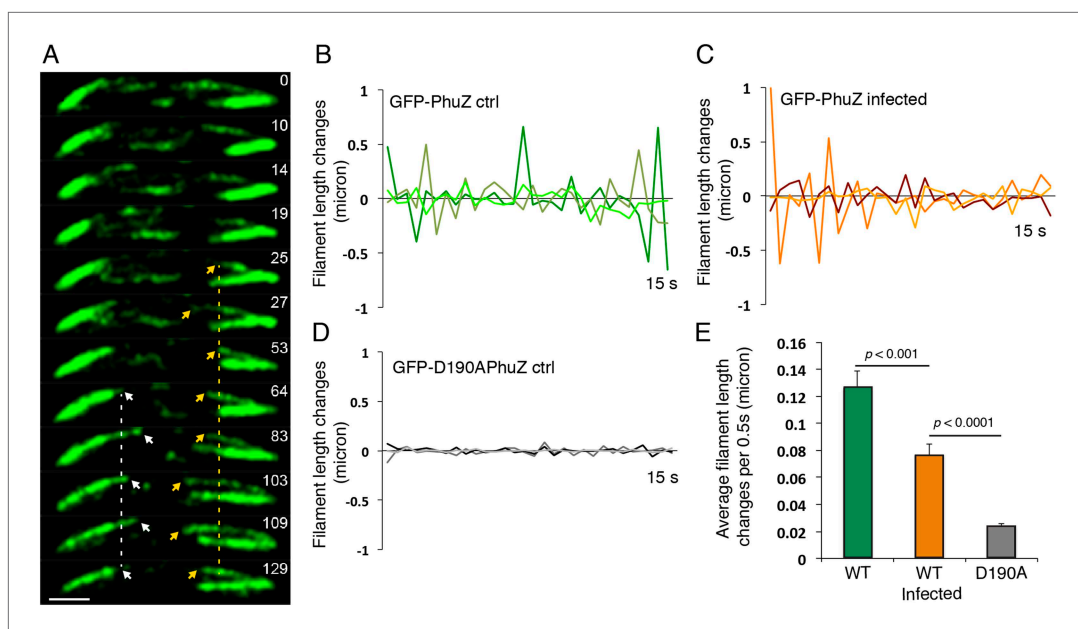 A
0
10
14
19
25
27
53
64
83
103
109
129
B
GFP-PhuZ ctrl
Filament length changes
(micron)
1
0.5
0
-0.5
-1
15 s
C
GFP-PhuZ infected
Filament length changes
(micron)
1
0.5
0
-0.5
-1
15 s
D
GFP-D190APhuZ ctrl
Filament length changes
(micron)
1
0.5
0
-0.5
-1
15 s
E
Average filament length
changes per 0.5s (micron)
0.16
0.14
0.12
0.1
0.08
0.06
0.04
0.02
0
p < 0.001
p < 0.0001
WT
WT
D190A
Infected